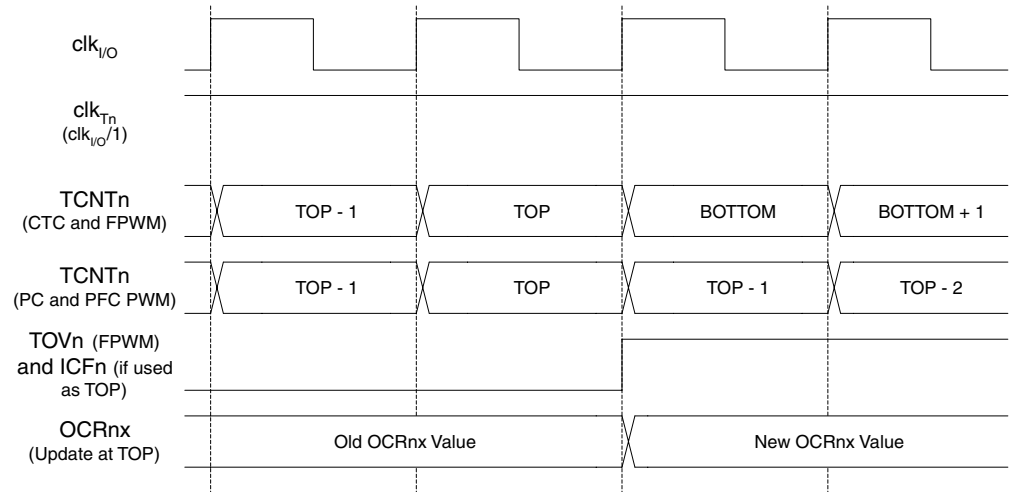 clkI/O
clkTn
(clkI/O/1)
TCNTn
(CTC and FPWM)
TOP - 1 TOP BOTTOM BOTTOM + 1
TCNTn
(PC and PFC PWM)
TOP - 1 TOP TOP - 1 TOP - 2
TOVn (FPWM)
and ICFn (if used
as TOP)
OCRnx
(Update at TOP)
Old OCRnx Value New OCRnx Value